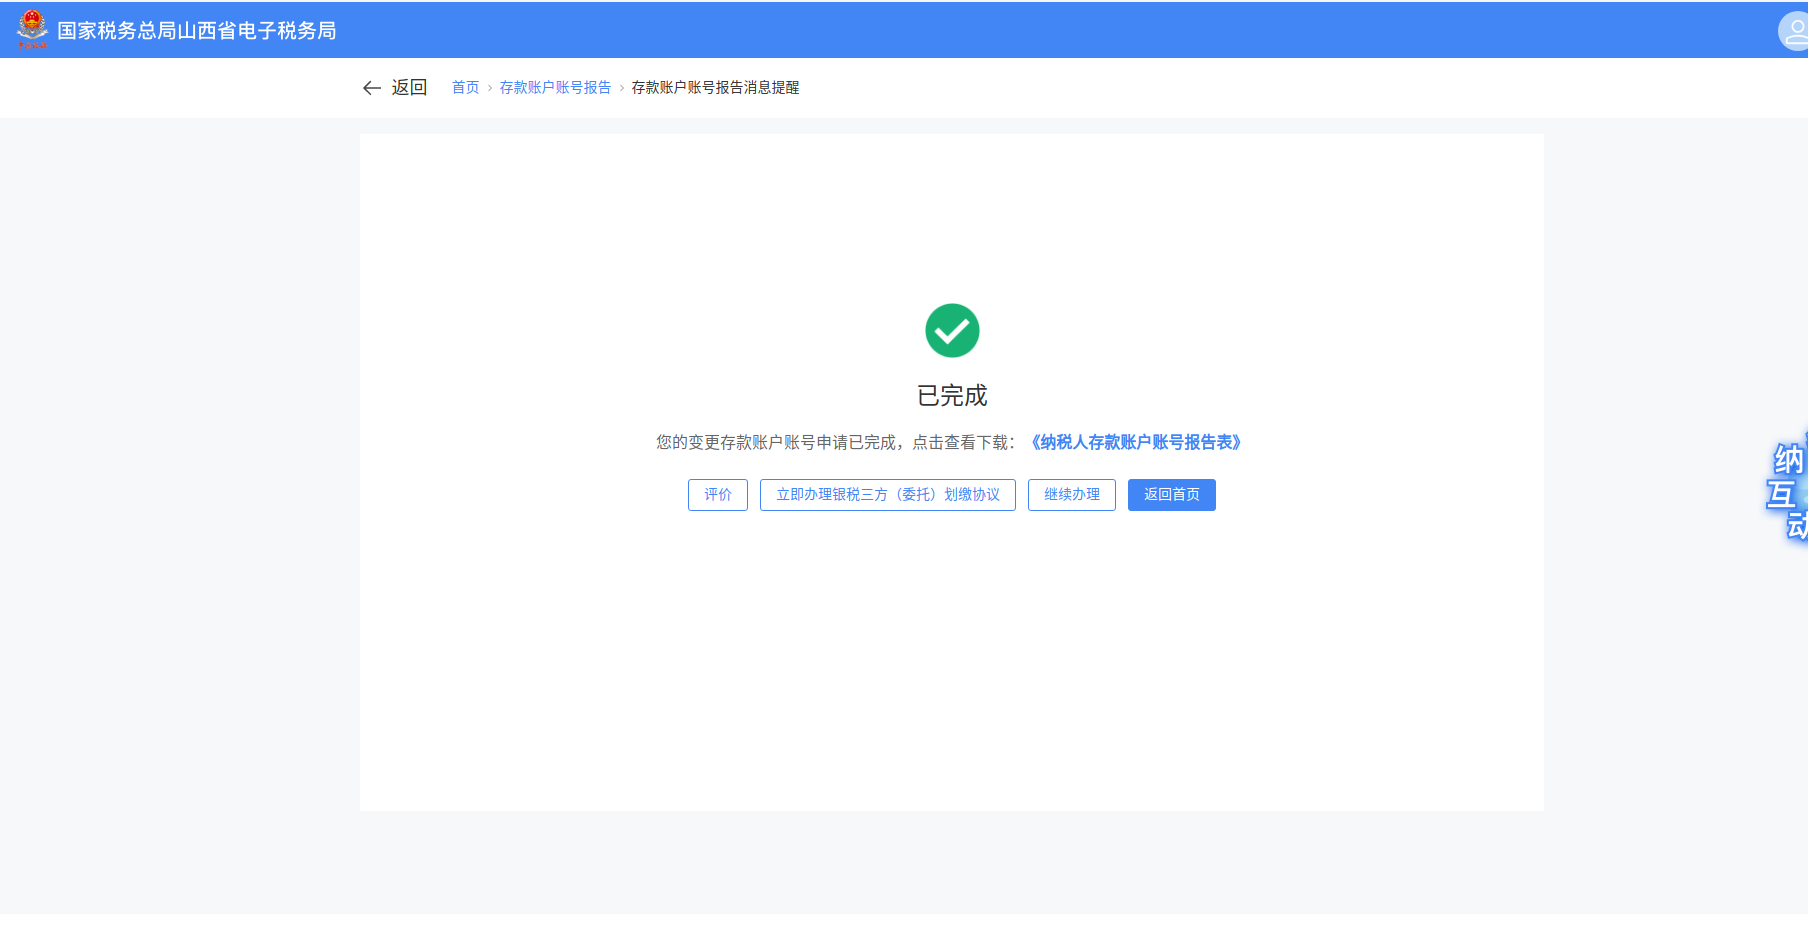 国家税务总局山西省电子税务局
返回 首页 › 存款账户账号报告 › 存款账户账号报告消息提醒
已完成
您的变更存款账户账号申请已完成，点击查看下载：《纳税人存款账户账号报告表》
评价 立即办理银税三方（委托）划缴协议 继续办理 返回首页
纳
互
动